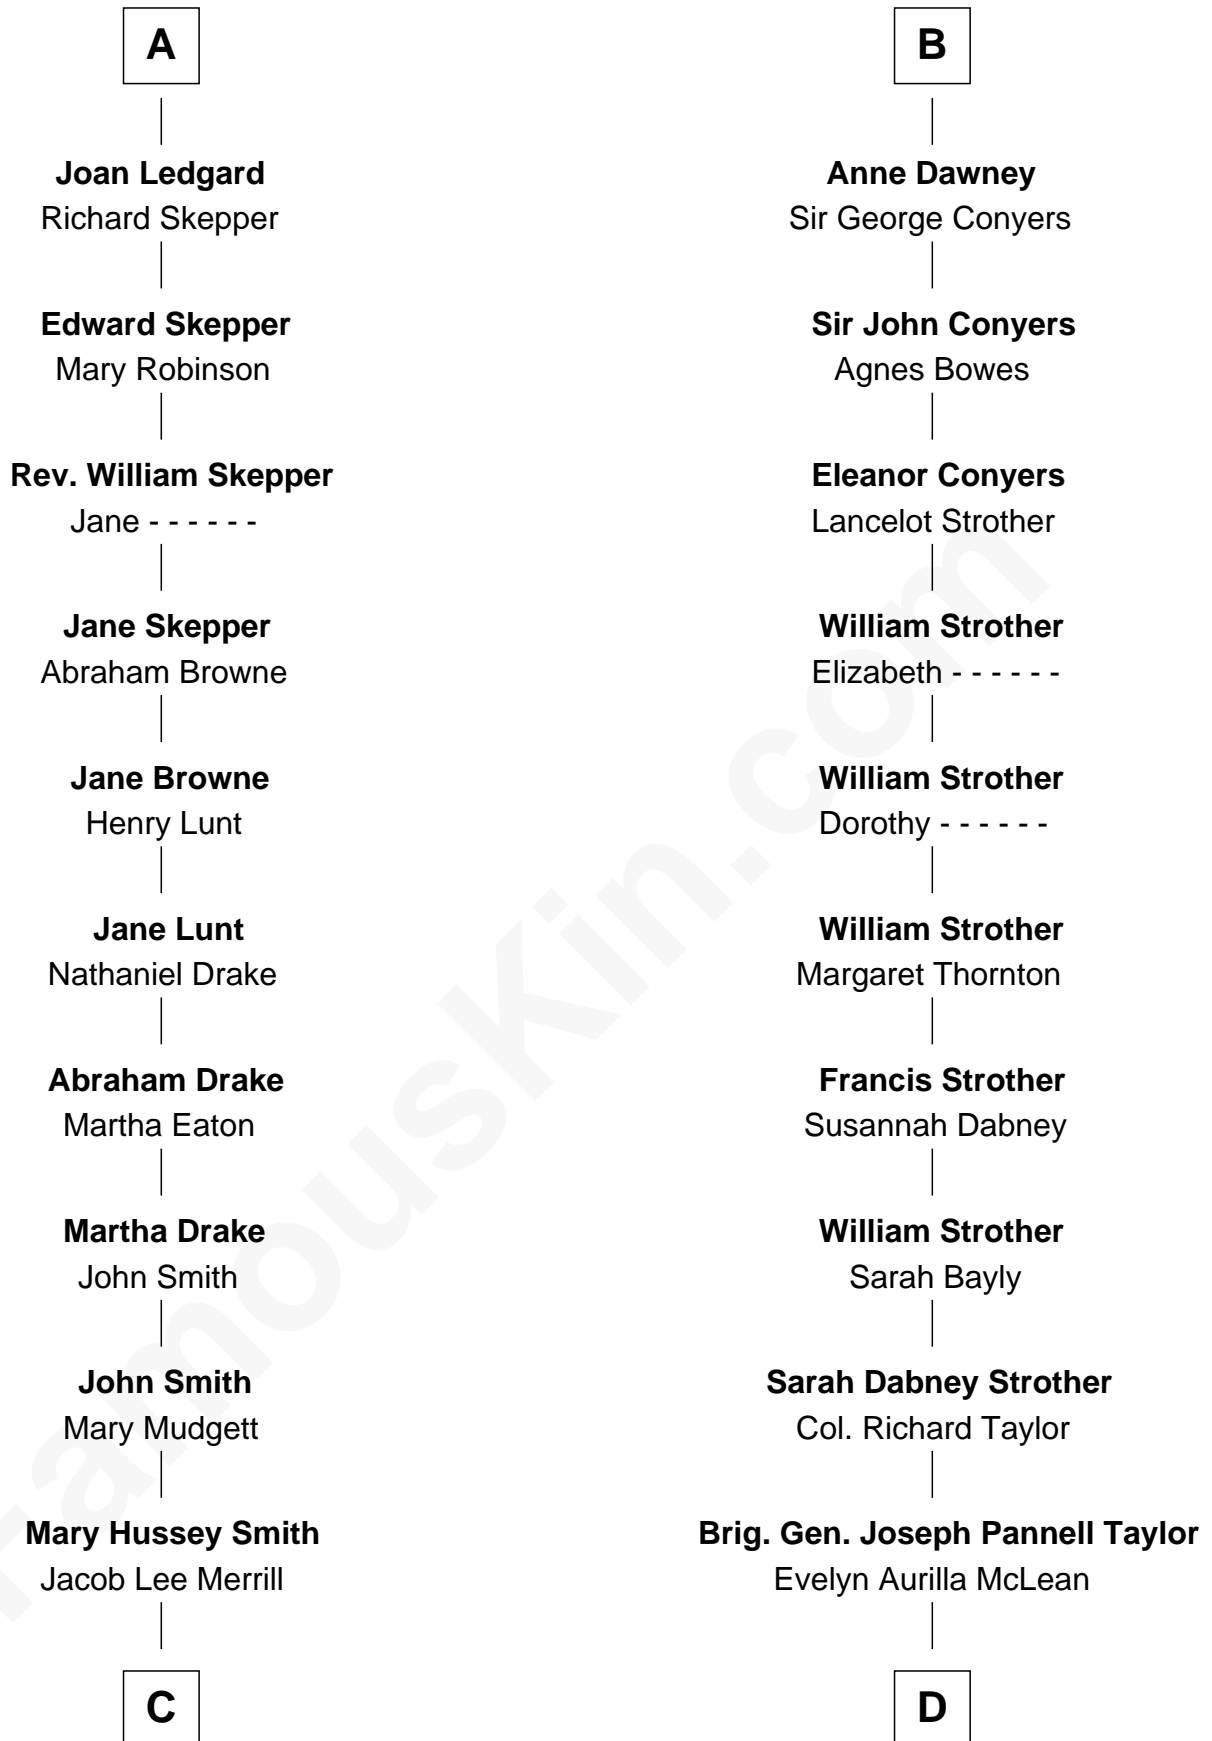 A
Joan Ledgard
Richard Skepper
Edward Skepper
Mary Robinson
Rev. William Skepper
Jane - - - - - -
Jane Skepper
Abraham Browne
Jane Browne
Henry Lunt
Jane Lunt
Nathaniel Drake
Abraham Drake
Martha Eaton
Martha Drake
John Smith
John Smith
Mary Mudgett
Mary Hussey Smith
Jacob Lee Merrill
C
B
Anne Dawney
Sir George Conyers
Sir John Conyers
Agnes Bowes
Eleanor Conyers
Lancelot Strother
William Strother
Elizabeth - - - - - -
William Strother
Dorothy - - - - - -
William Strother
Margaret Thornton
Francis Strother
Susannah Dabney
William Strother
Sarah Bayly
Sarah Dabney Strother
Col. Richard Taylor
Brig. Gen. Joseph Pannell Taylor
Evelyn Aurilla McLean
D
FamousKin.com